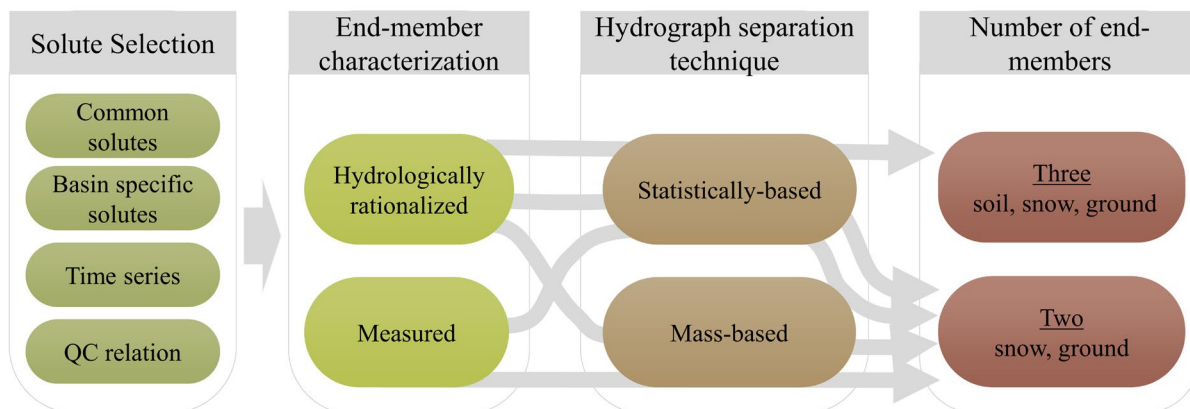 Solute Selection
Common
solutes
Basin specific
solutes
Time series
QC relation
End-member
characterization
Hydrologically
rationalized
Measured
Hydrograph separation
technique
Statistically-based
Mass-based
Number of end-
members
Three
soil, snow, ground
Two
snow, ground